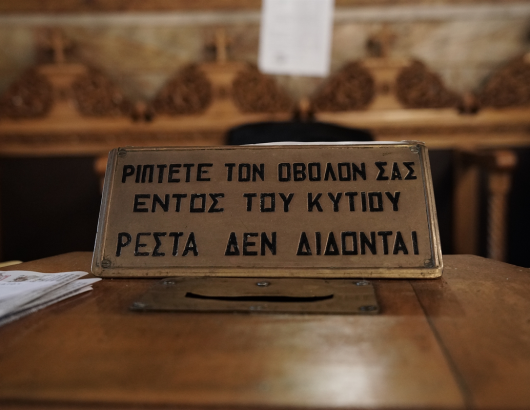 ΡΙΠΤΕΤΕ ΤΟΝ ΟΒΟΛΟΝ ΣΑΣ
ΕΝΤΟΣ ΤΟΥ ΚΥΤΙΟΥ
ΡΕΣΤΑ ΔΕΝ ΔΙΔΟΝΤΑΙ